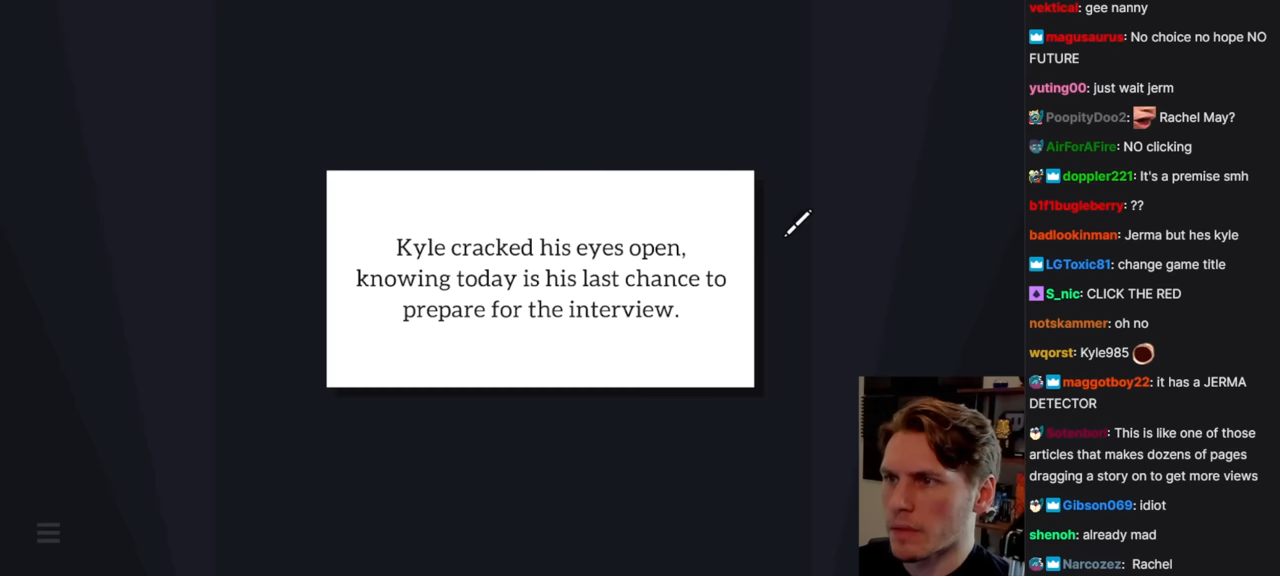 Kyle cracked his eyes open,
knowing today is his last chance to
prepare for the interview.
vektical: gee nanny
magusaurus: No choice no hope NO
FUTURE
yuting00: just wait jerm
PoopityDoo2: Rachel May?
AirForAFire: NO clicking
doppler221: It's a premise smh
b1f1bugleberry: ??
badlookinman: Jerma but hes kyle
LGToxic81: change game title
S_nic: CLICK THE RED
notskammer: oh no
wqorst: Kyle985
maggotboy22: it has a JERMA
DETECTOR
Sotenbori: This is like one of those
articles that makes dozens of pages
dragging a story on to get more views
Gibson069: idiot
shenoh: already mad
Narcozez: Rachel